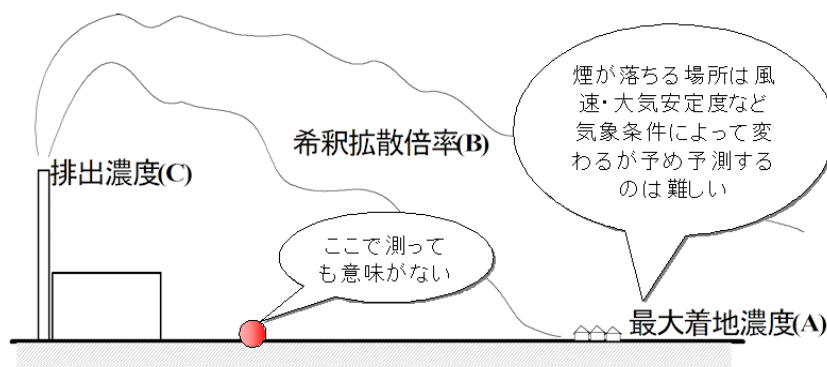 煙が落ちる場所は風
速・大気安定度など
気象条件によって変
わるが予め予測する
のは難しい
希釈拡散倍率(B)
排出濃度(C)
ここで測って
も意味がない
最大着地濃度(A)